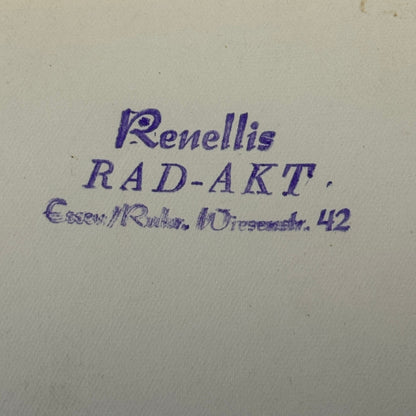 Renellis
RAD-AKT
Essen/Ruhr. Wiesenstr. 42